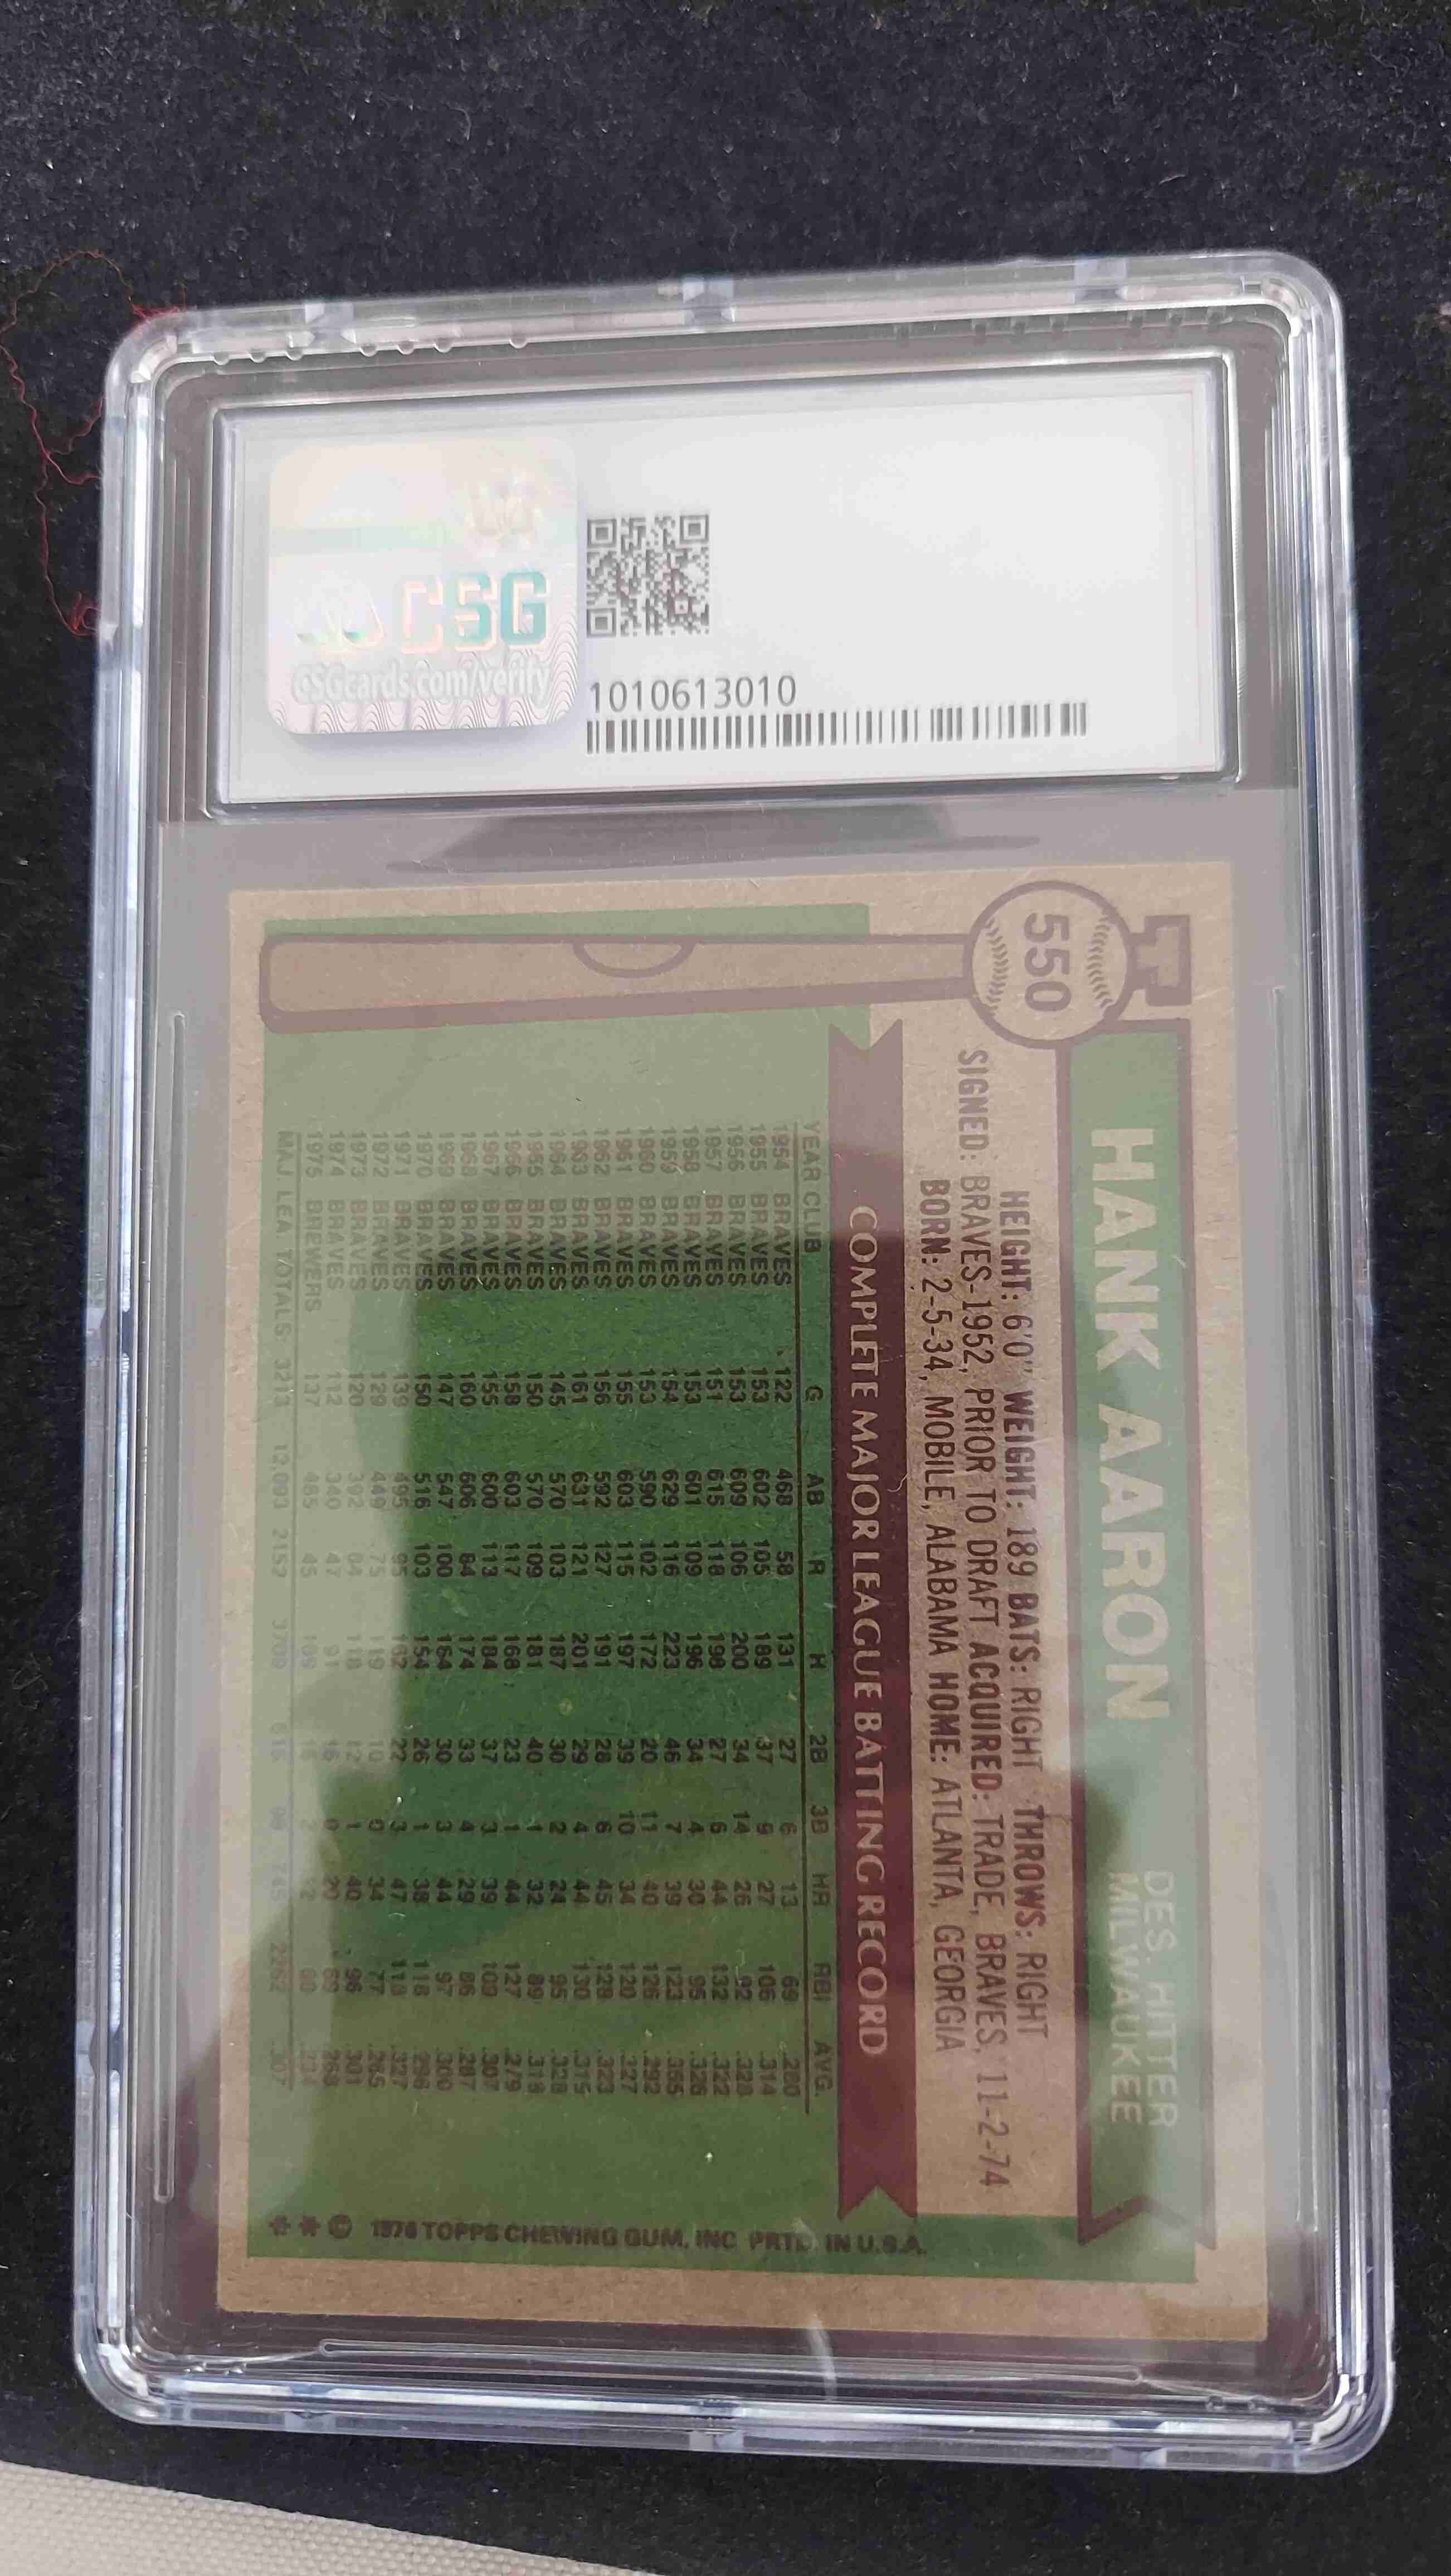 CSG
CSGcards.com/verify
1010613010
550
HANK AARON
DES. HITTER
MILWAUKEE
HEIGHT: 6'0" WEIGHT: 189 BATS: RIGHT THROWS: RIGHT
SIGNED: BRAVES-1952, PRIOR TO DRAFT ACQUIRED: TRADE, BRAVES, 11-2-74
BORN: 2-5-34, MOBILE, ALABAMA HOME: ATLANTA, GEORGIA
COMPLETE MAJOR LEAGUE BATTING RECORD
YEAR CLUB G AB R H 2B 3B HR RBI AVG.
1954 BRAVES 122 468 58 131 27 6 13 69 .280
1955 BRAVES 153 602 105 189 37 9 27 106 .314
1956 BRAVES 153 609 106 200 34 14 26 92 .328
1957 BRAVES 151 615 118 198 27 6 44 132 .322
1958 BRAVES 153 601 109 196 34 4 30 95 .326
1959 BRAVES 154 629 116 223 46 7 39 123 .355
1960 BRAVES 153 590 102 172 20 11 40 126 .292
1961 BRAVES 155 603 115 197 39 10 34 120 .327
1962 BRAVES 156 592 127 191 28 6 45 128 .323
1963 BRAVES 161 631 121 201 29 4 44 130
1964 BRAVES 145 570 103 187 30 2 24 95 .328
1965 BRAVES 150 570 109 181 40 1 32 89 .318
1966 BRAVES 158 603 117 168 23 1 44 127 .279
1967 BRAVES 155 600 113 184 37 3 39 109 .307
1968 BRAVES 160 606 84 174 33 4 29 86 .287
1969 BRAVES 147 547 100 164 30 3 44 97 .300
1970 BRAVES 150 516 103 154 26 1 38 118 .298
1971 BRAVES 139 495 95 162 22 3 47 118 .327
1972 BRAVES 129 449 75 119 10 0 34 77 .265
1973 BRAVES 120 392 84 118 12 1 40 96 .301
1974 BRAVES 112 340 47 91 16 0 20 69 .268
1975 BREWERS 137 465 45 109 16 2 12 60 .234
MAJ. LEA TOTALS 3213 12,093 2152 3709 616 745 2262 .307
* * © 1976 TOPPS CHEWING GUM, INC. PRTD. IN U.S.A.